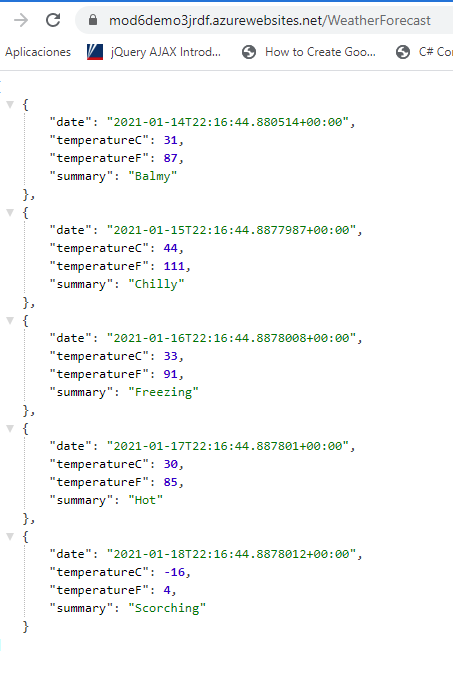 mod6demo3jrdf.azurewebsites.net/WeatherForecast
Aplicaciones jQuery AJAX Introd... How to Create Goo... C# Co
{
"date": "2021-01-14T22:16:44.880514+00:00",
"temperatureC": 31,
"temperatureF": 87,
"summary": "Balmy"
},
{
"date": "2021-01-15T22:16:44.8877987+00:00",
"temperatureC": 44,
"temperatureF": 111,
"summary": "Chilly"
},
{
"date": "2021-01-16T22:16:44.8878008+00:00",
"temperatureC": 33,
"temperatureF": 91,
"summary": "Freezing"
},
{
"date": "2021-01-17T22:16:44.887801+00:00",
"temperatureC": 30,
"temperatureF": 85,
"summary": "Hot"
},
{
"date": "2021-01-18T22:16:44.8878012+00:00",
"temperatureC": -16,
"temperatureF": 4,
"summary": "Scorching"
}